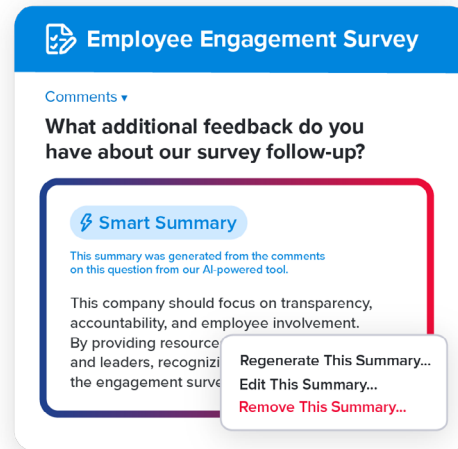 Employee Engagement Survey
Comments ▾
What additional feedback do you
have about our survey follow-up?
Smart Summary
This summary was generated from the comments
on this question from our AI-powered tool.
This company should focus on transparency,
accountability, and employee involvement.
By providing
and leaders,
the engagement
Regenerate This Summary...
Edit This Summary...
Remove This Summary...